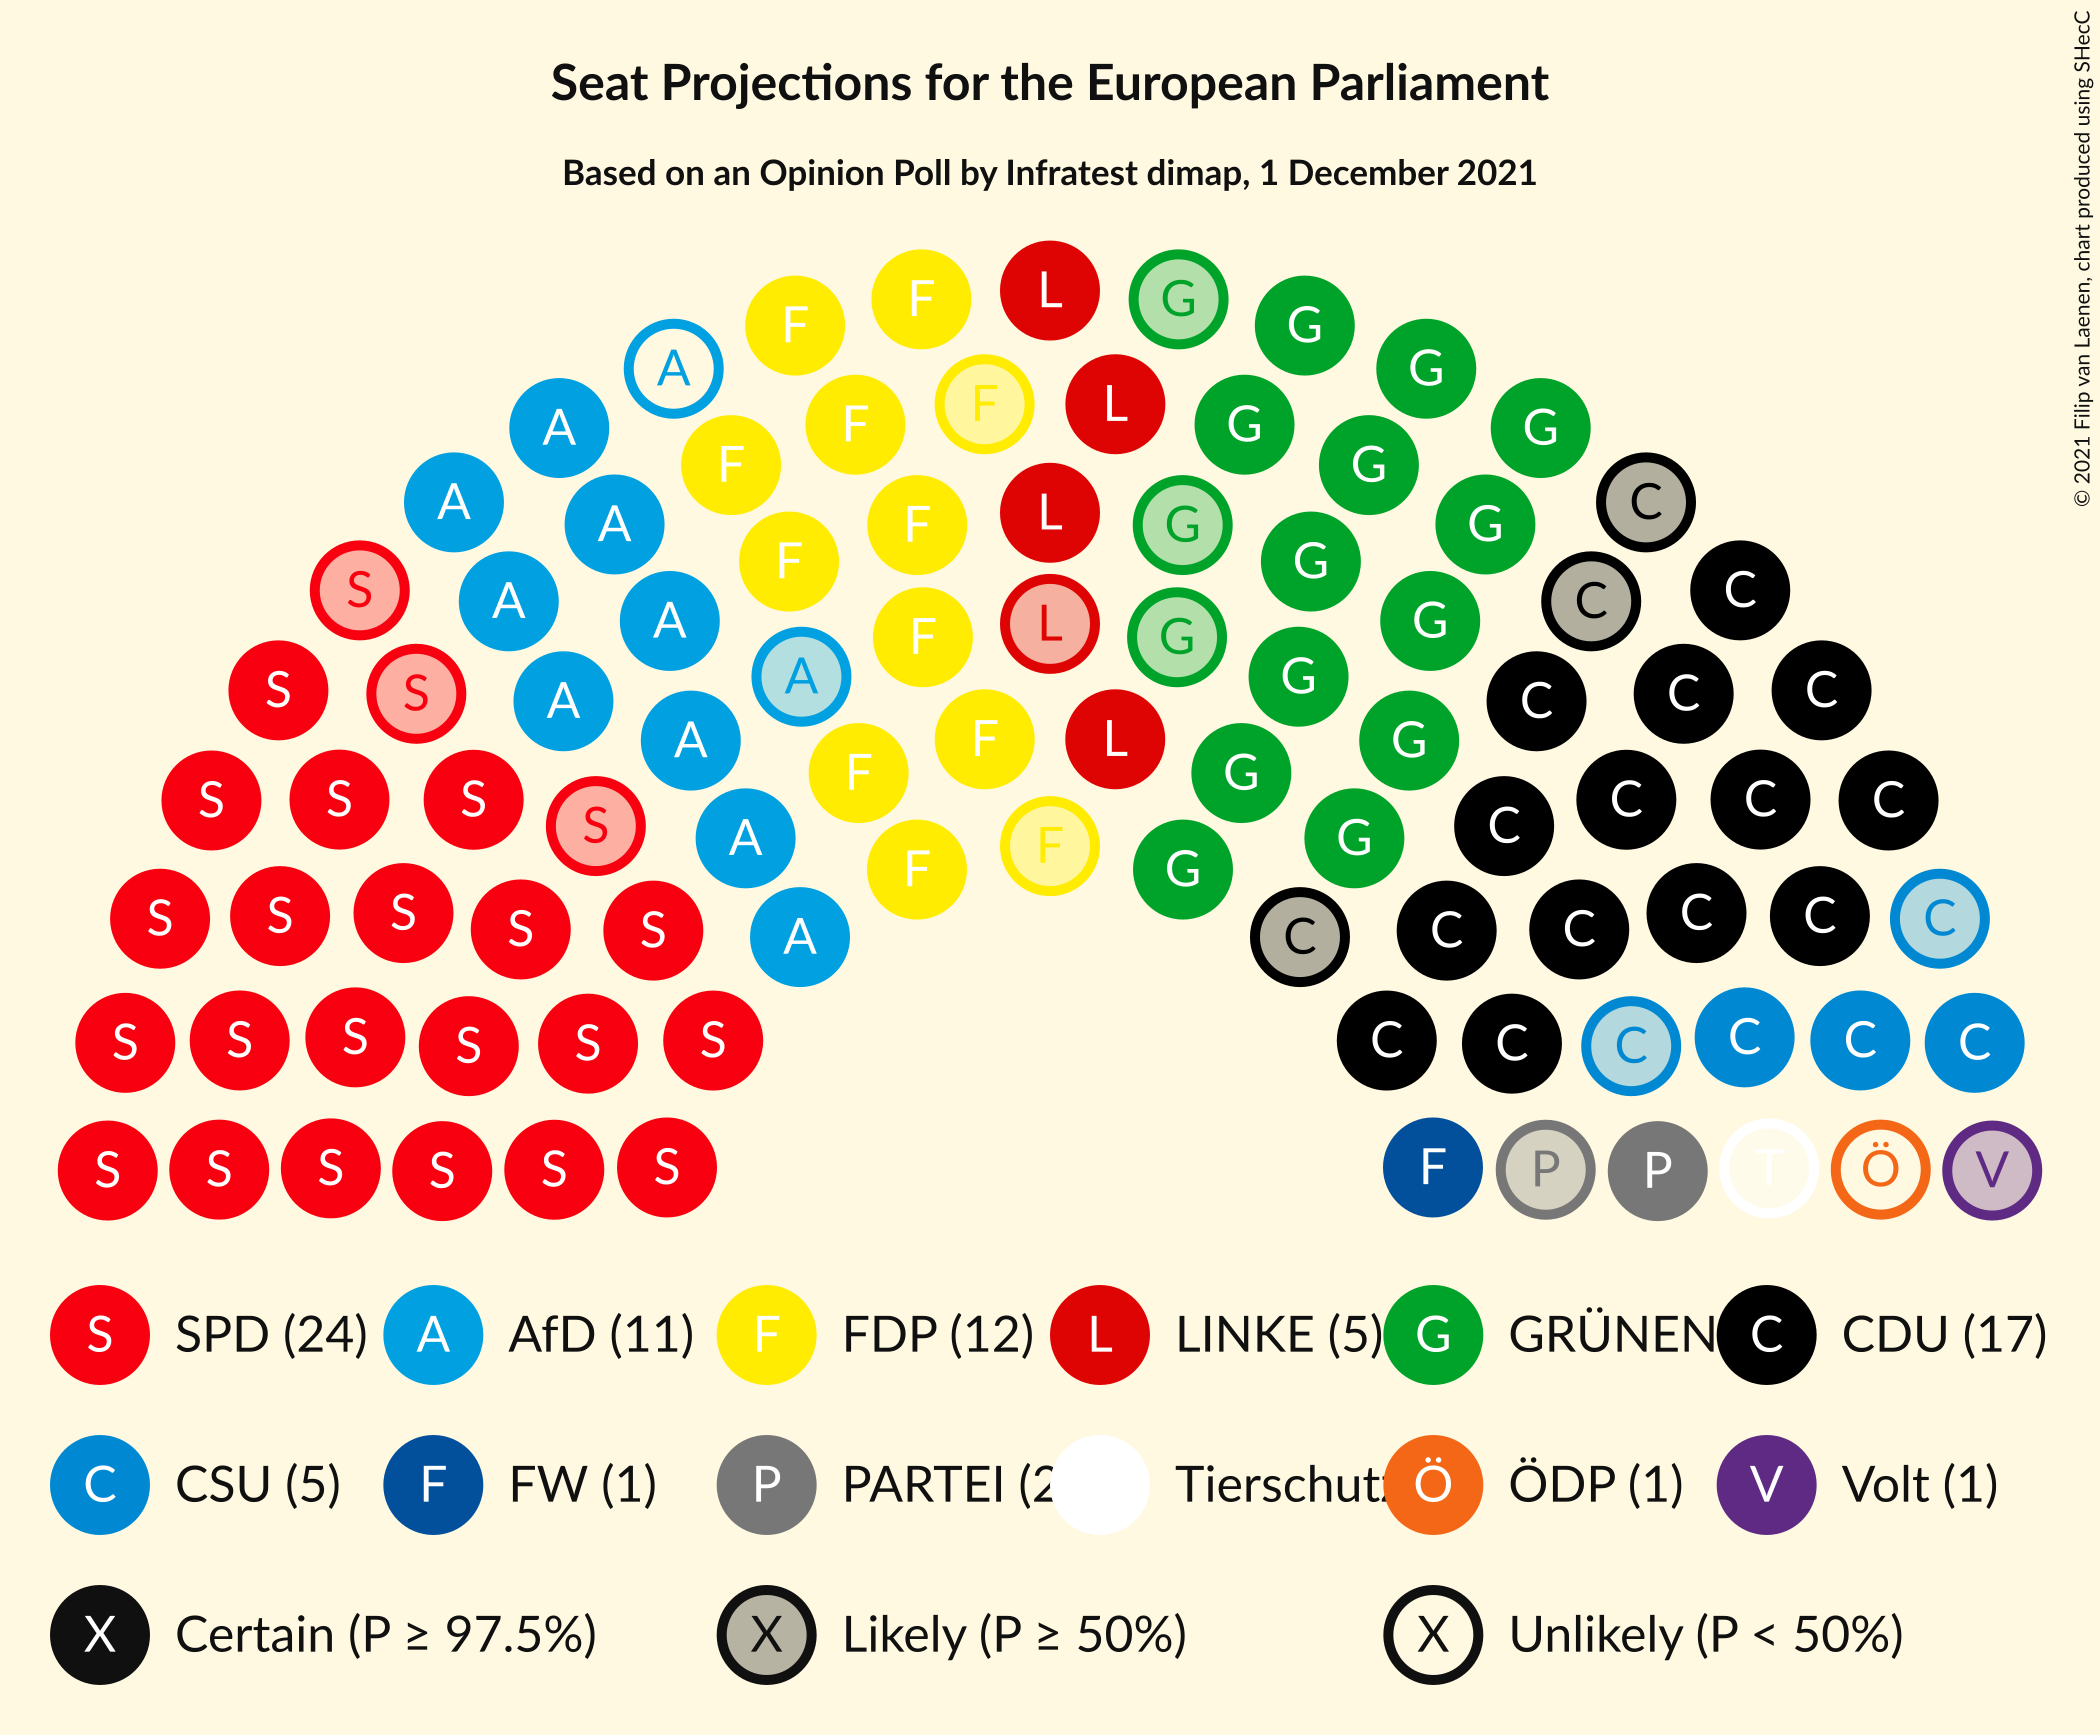 Seat Projections for the European Parliament
Based on an Opinion Poll by Infratest dimap, 1 December 2021
© 2021 Filip van Laenen, chart produced using SHecC
F L G
F G
A F F L G G
A F G G
A A F F L G G C
S A A F F L G G G C C
S S A A A F G G G C C C
S S S S A A F F L G G G C C C C
S S S S S A F F G C C C C C C C
S S S S S S C C C C C C
S S S S S S F P P T Ö V
S SPD (24) A AfD (11) F FDP (12) L LINKE (5) G GRÜNEN C CDU (17)
C CSU (5) F FW (1) P PARTEI (2 Tierschutz Ö ÖDP (1) V Volt (1)
X Certain (P ≥ 97.5%) X Likely (P ≥ 50%) X Unlikely (P < 50%)